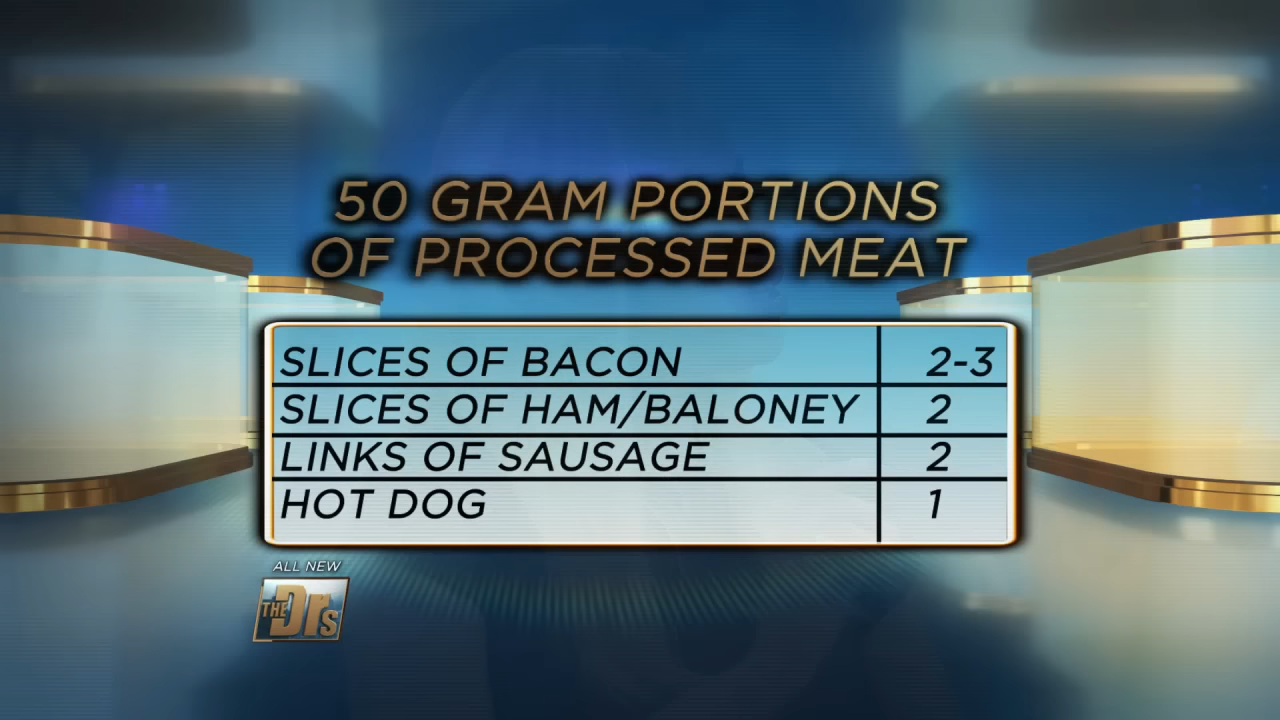 50 GRAM PORTIONS
OF PROCESSED MEAT
SLICES OF BACON 2-3
SLICES OF HAM/BALONEY 2
LINKS OF SAUSAGE 2
HOT DOG 1
ALL NEW
THE Drs